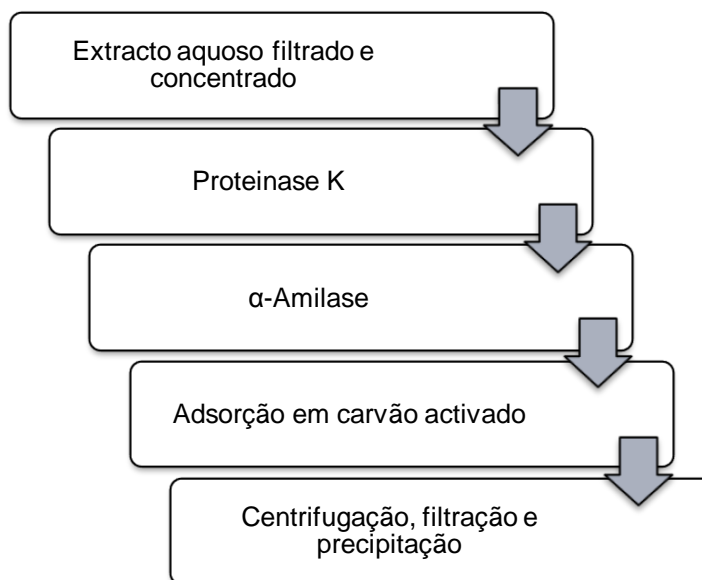 Extracto aquoso filtrado e
concentrado
Proteinase K
α-Amilase
Adsorção em carvão activado
Centrifugação, filtração e
precipitação